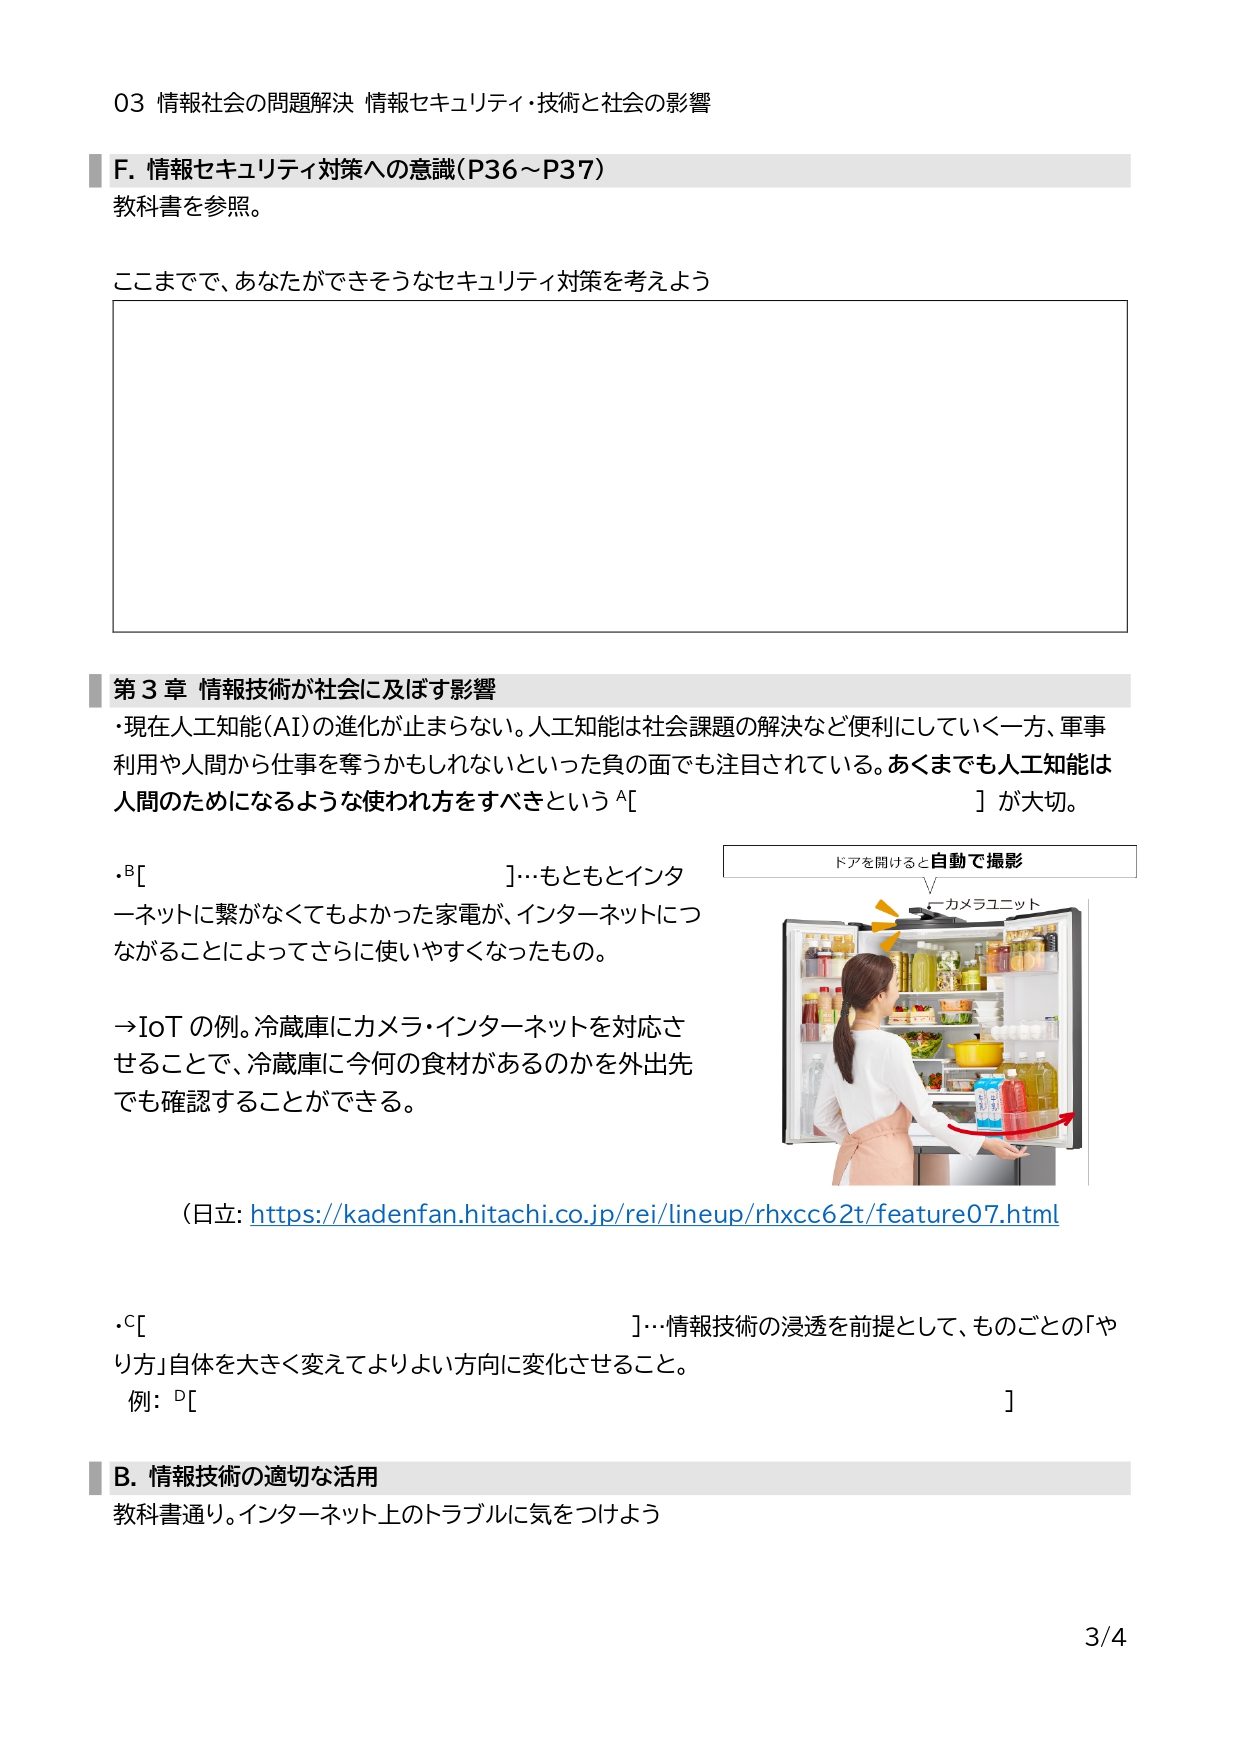 03 情報社会の問題解決 情報セキュリティ・技術と社会の影響
F. 情報セキュリティ対策への意識(P36～P37)
教科書を参照。
ここまでで、あなたができそうなセキュリティ対策を考えよう
第3章 情報技術が社会に及ぼす影響
・現在人工知能(AI)の進化が止まらない。人工知能は社会課題の解決など便利にしていく一方、軍事
利用や人間から仕事を奪うかもしれないといった負の面でも注目されている。あくまでも人工知能は
人間のためになるような使われ方をすべきという A[ ] が大切。
・B[ ]…もともとインタ
ーネットに繋がなくてもよかった家電が、インターネットにつ
ながることによってさらに使いやすくなったもの。
→IoT の例。冷蔵庫にカメラ・インターネットを対応さ
せることで、冷蔵庫に今何の食材があるのかを外出先
でも確認することができる。
ドアを開けると自動で撮影
カメラユニット
(日立: https://kadenfan.hitachi.co.jp/rei/lineup/rhxcc62t/feature07.html
・C[ ]…情報技術の浸透を前提として、ものごとの「や
り方」自体を大きく変えてよりよい方向に変化させること。
例: D[ ]
B. 情報技術の適切な活用
教科書通り。インターネット上のトラブルに気をつけよう
3/4